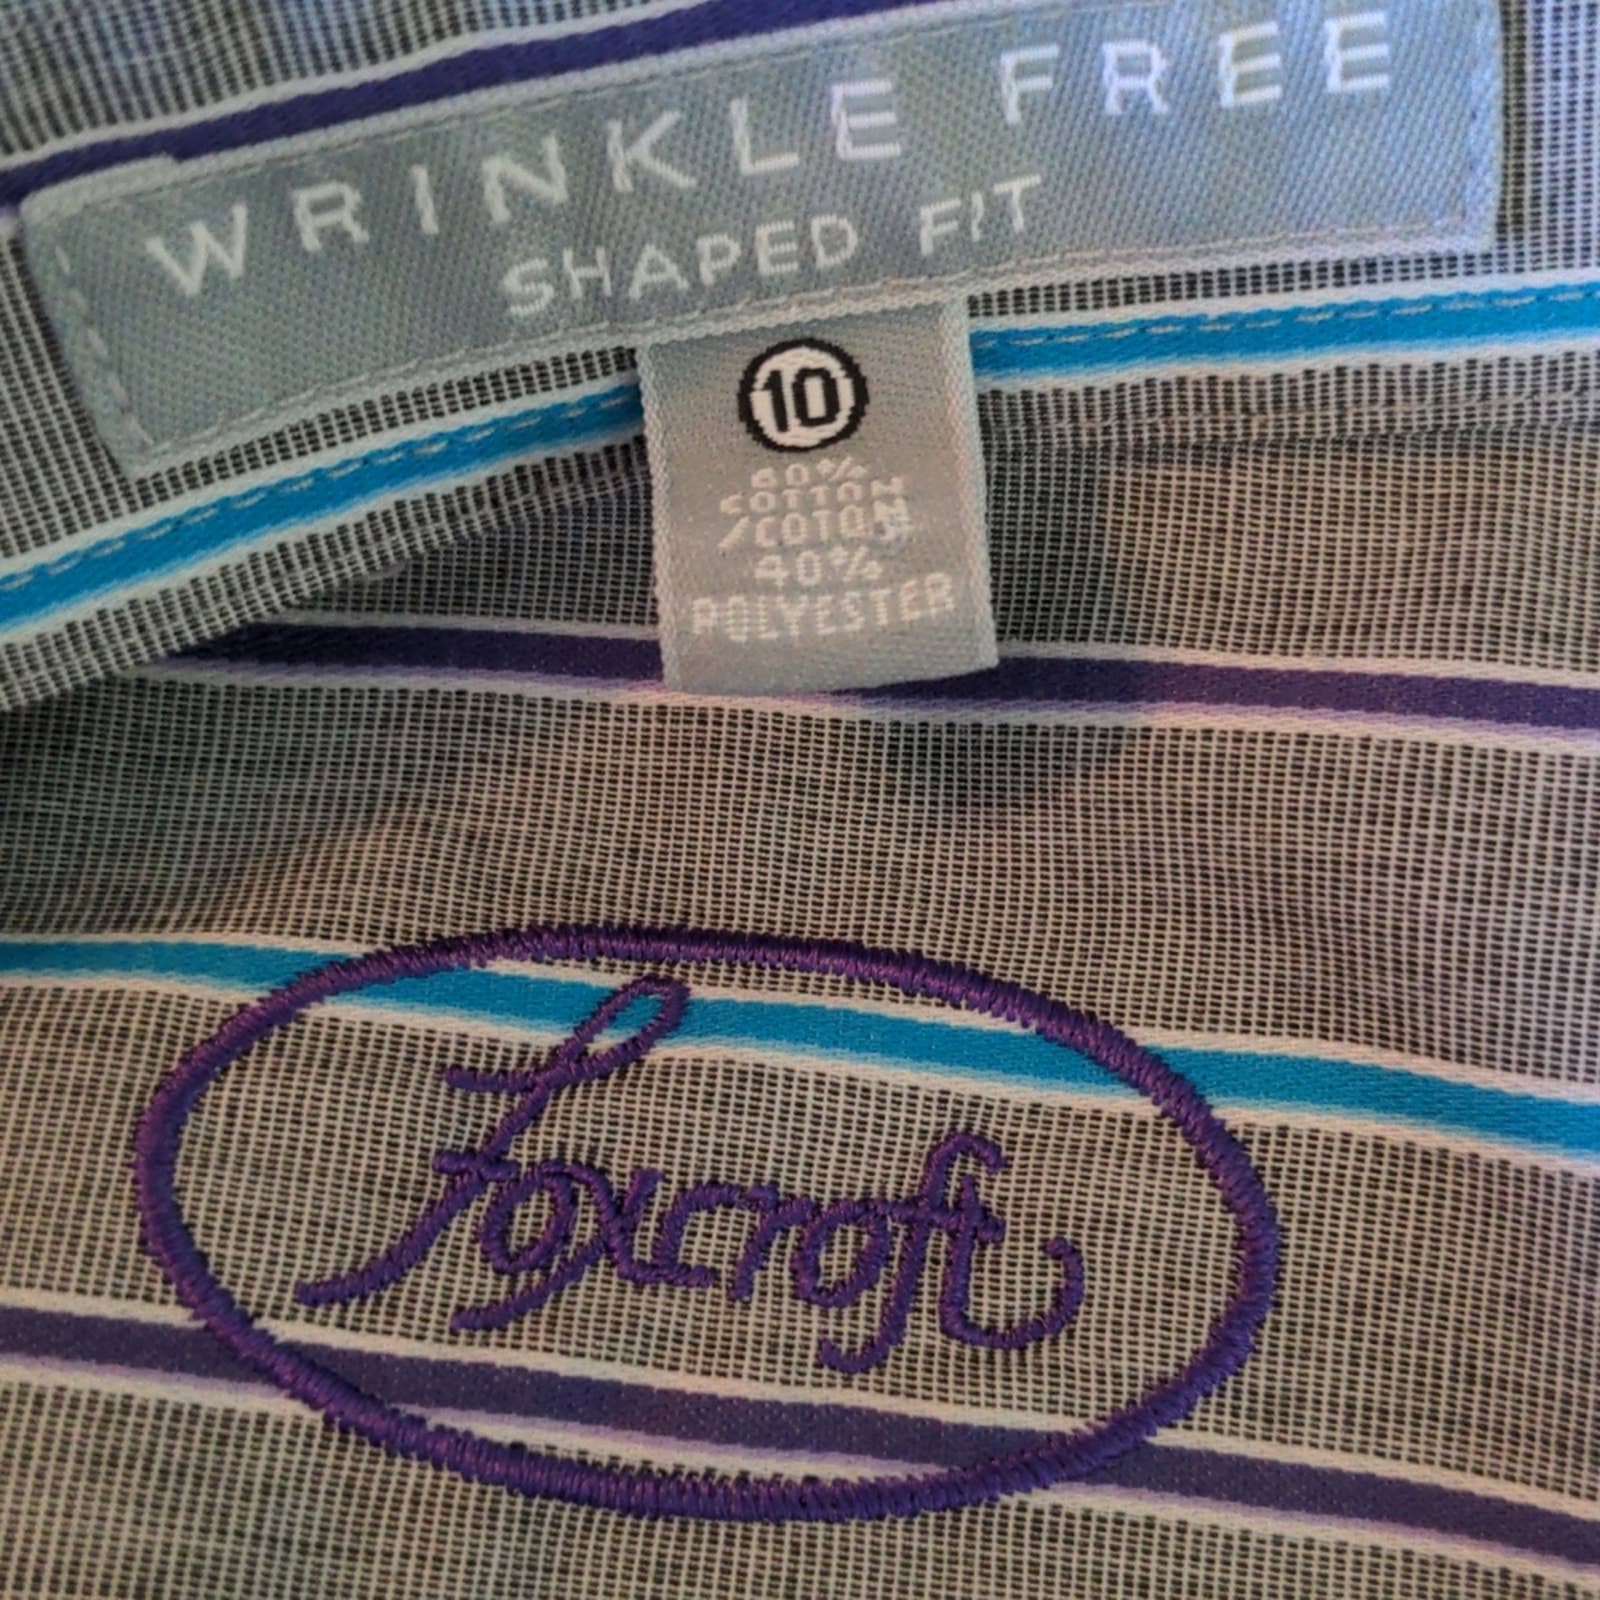 WRINKLE FREE
SHAPED FIT
10
60%
COTTON
/COTON
40%
POLYESTER
Foxcroft